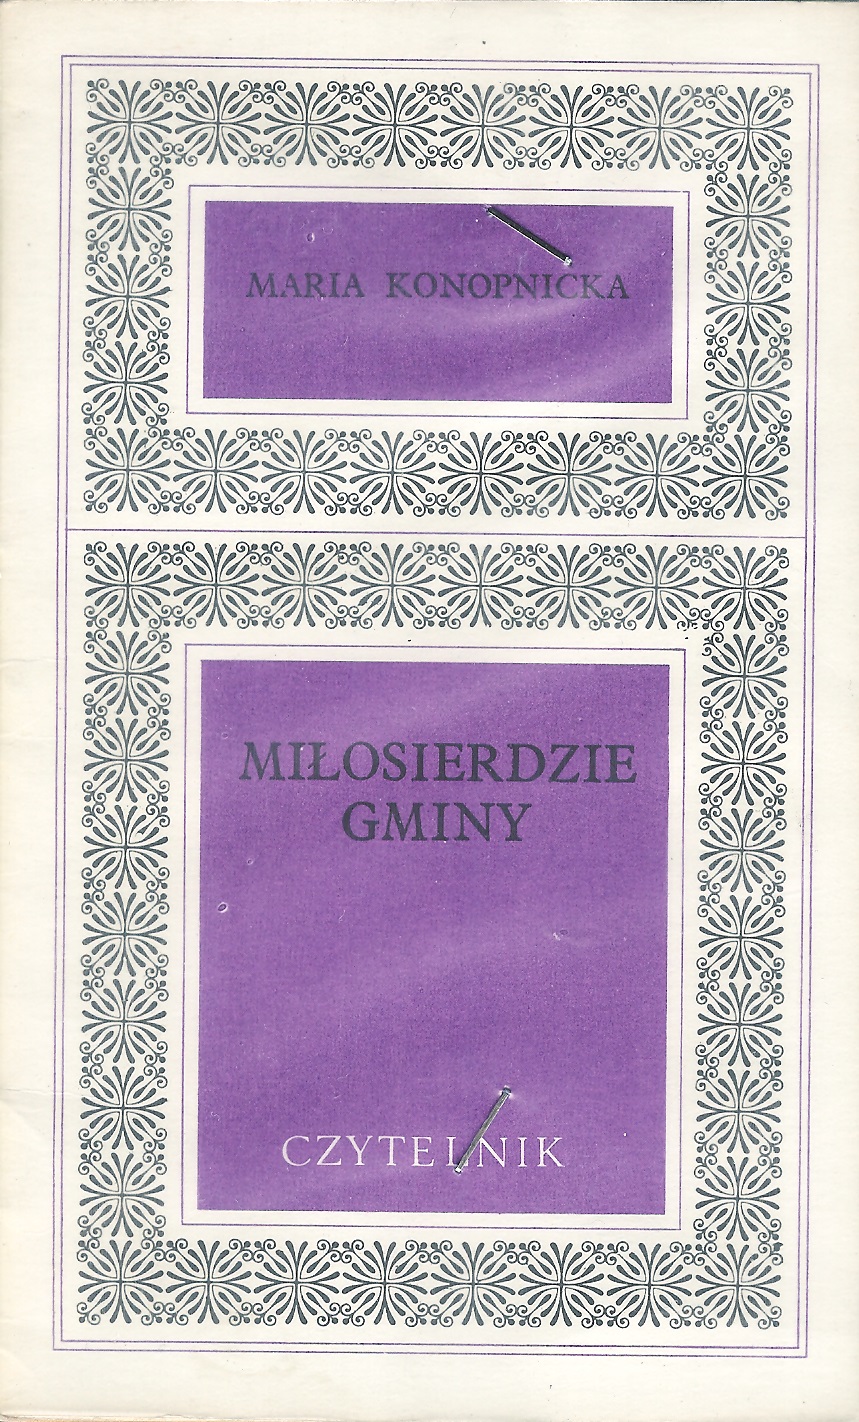 MARIA KONOPNICKA
MIŁOSIERDZIE
GMINY
CZYTELNIK